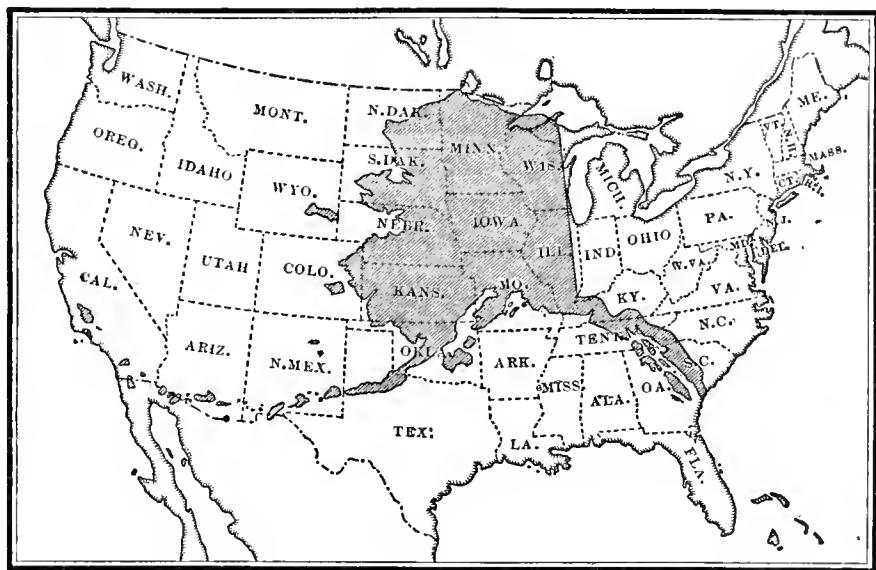 WASH.
MONT.
N.DAK.
MINN.
ME.
VT.
N.H.
OREG.
IDAHO
S.DAK.
WIS.
MICH.
N.Y.
MASS.
CT.
R.I.
WYO.
NEBR.
IOWA
PA.
N.J.
NEV.
UTAH
COLO.
ILL.
IND.
OHIO
W.VA.
MD.
DEL.
CAL.
KANS.
MO.
KY.
VA.
ARIZ.
N.MEX.
OKLA.
ARK.
TENN.
N.C.
C.
TEX:
LA.
MISS.
ALA.
GA.
FLA.